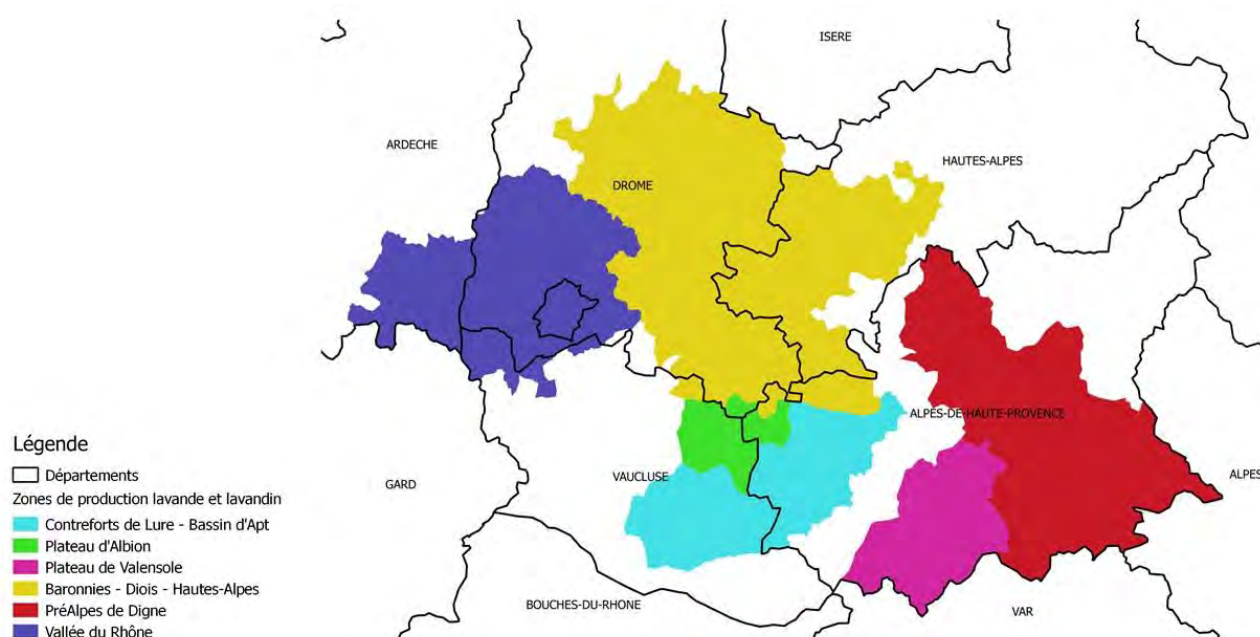 ISERE
ARDECHE
HAUTES-ALPES
DROME
ALPES-DE-HAUTE-PROVENCE
VAUCLUSE
GARD
ALPES
BOUCHES-DU-RHONE
VAR
Légende
Départements
Zones de production lavande et lavandin
Contreforts de Lure - Bassin d'Apt
Plateau d'Albion
Plateau de Valensole
Baronnies - Diois - Hautes-Alpes
PréAlpes de Digne
Vallée du Rhône